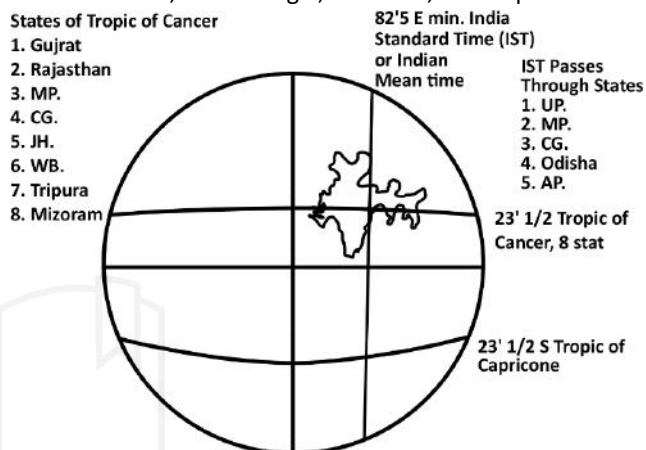 States of Tropic of Cancer
1. Gujrat
2. Rajasthan
3. MP.
4. CG.
5. JH.
6. WB.
7. Tripura
8. Mizoram
82'5 E min. India
Standard Time (IST)
or Indian
Mean time
IST Passes
Through States
1. UP.
2. MP.
3. CG.
4. Odisha
5. AP.
23' 1/2 Tropic of
Cancer, 8 stat
23' 1/2 S Tropic of
Capricone